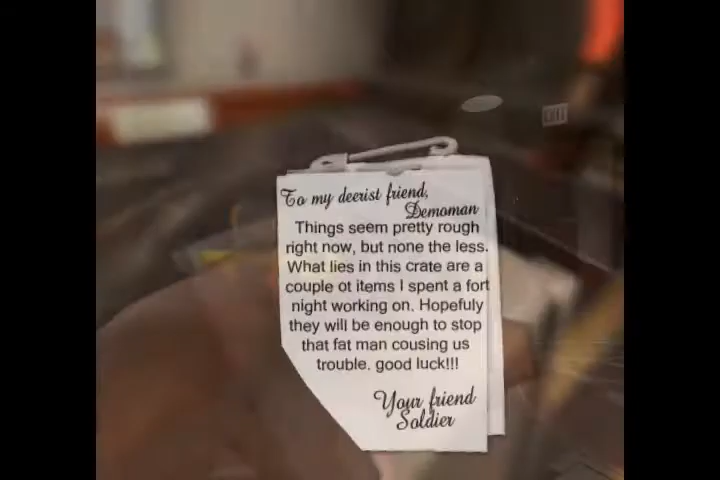 To my deerist friend,
Demoman
Things seem pretty rough
right now, but none the less.
What lies in this crate are a
couple ot items I spent a fort
night working on. Hopefuly
they will be enough to stop
that fat man cousing us
trouble. good luck!!!
Your friend
Soldier